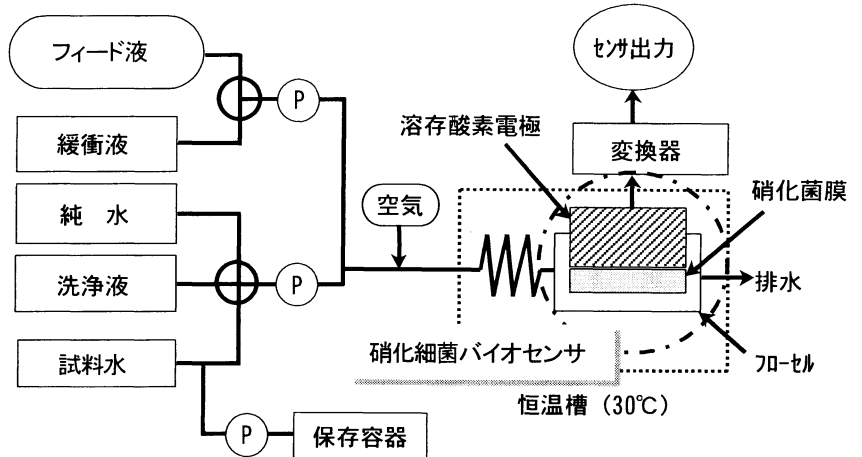 フィード液
P
緩衝液
純 水
洗浄液
P
試料水
P
保存容器
空気
センサ出力
変換器
溶存酸素電極
硝化菌膜
排水
フローセル
硝化細菌バイオセンサ
恒温槽（30℃）